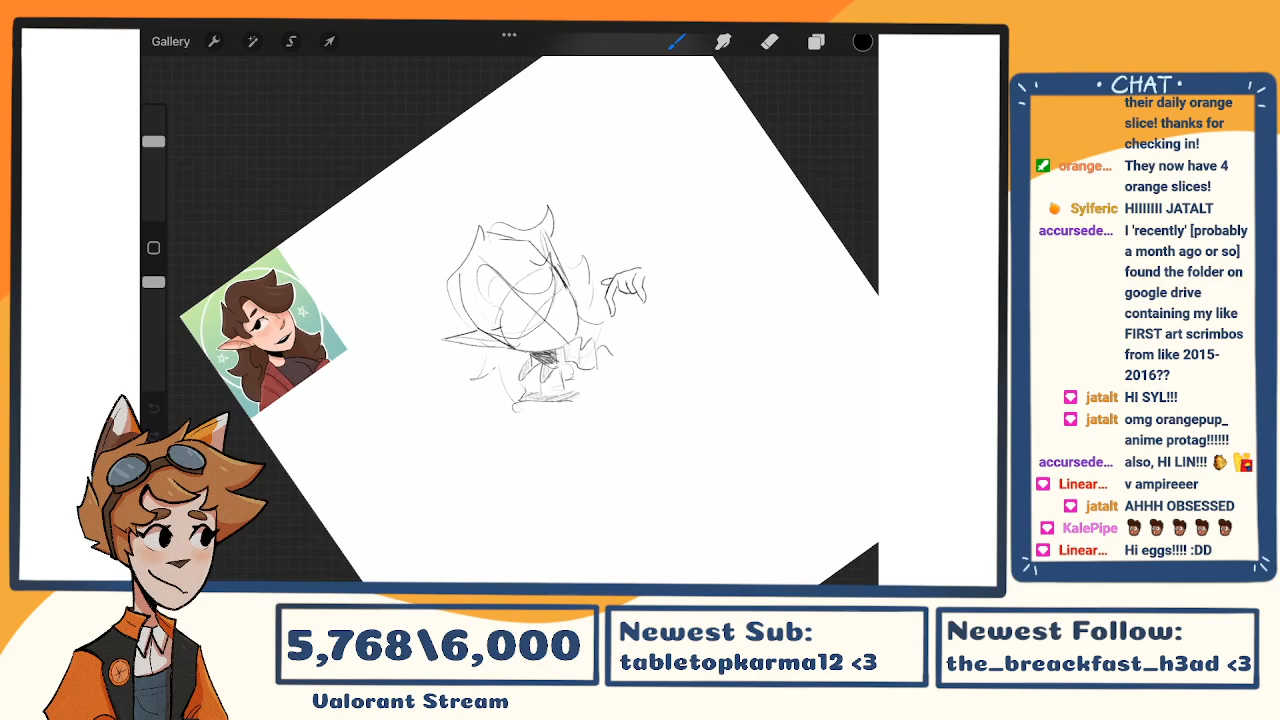 Gallery
• CHAT •
their daily orange
slice! thanks for
checking in!
orange... They now have 4
orange slices!
Sylferic HIIIIIII JATALT
accursede... I 'recently' [probably
a month ago or so]
found the folder on
google drive
containing my like
FIRST art scrimbos
from like 2015-
2016??
jatalt HI SYL!!!
jatalt omg orangepup_
anime protag!!!!!!
accursede... also, HI LIN!!!
Linear... v ampireeer
jatalt AHHH OBSESSED
KalePipe
Linear... Hi eggs!!!! :DD
5,768\6,000
Valorant Stream
Newest Sub:
tabletopkarma12 <3
Newest Follow:
the_breackfast_h3ad <3